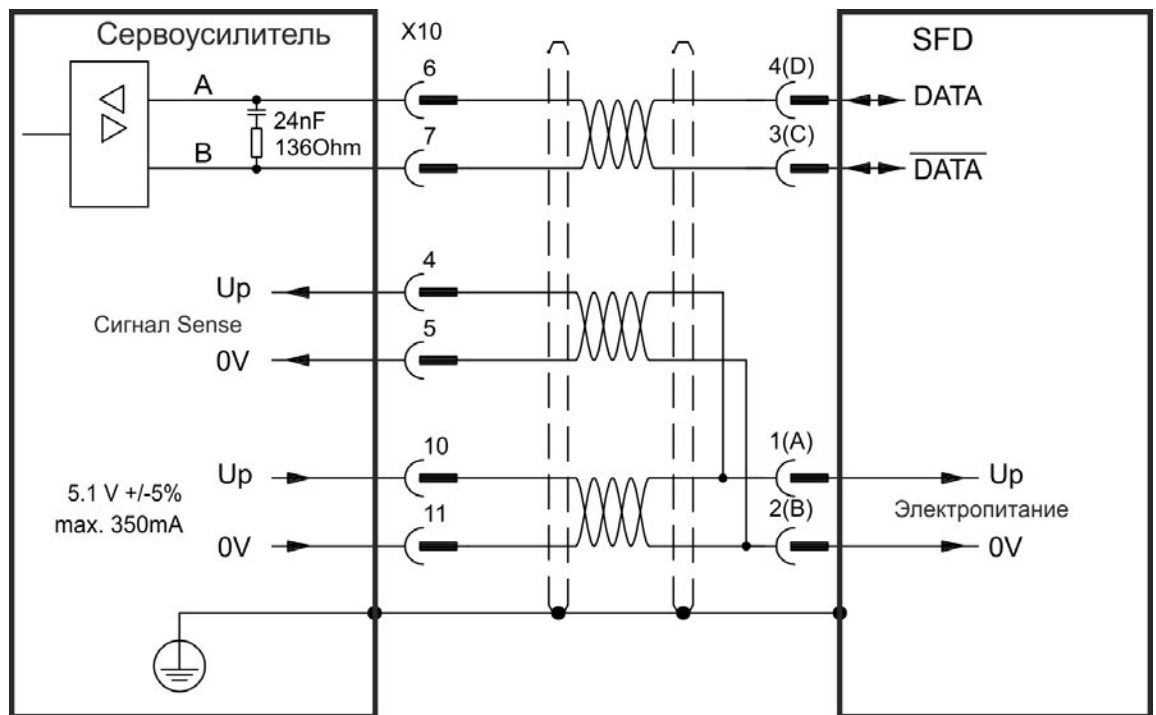 Сервоусилитель
X10
SFD
A
6
4(D)
DATA
24nF
136Ohm
B
7
3(C)
DATA
Up
4
Сигнал Sense
0V
5
Up
10
1(A)
Up
5.1 V +/-5%
max. 350mA
Электропитание
0V
11
2(B)
0V